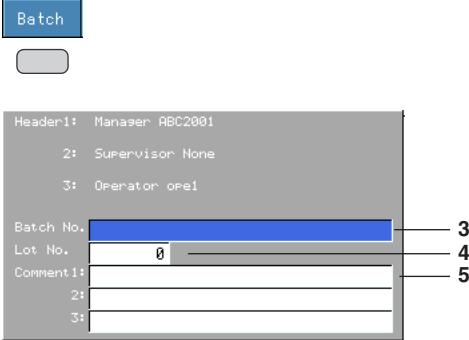 Batch
Header1: Manager ABC2001
2: Supervisor None
3: Operator ope1
Batch No. 3
Lot No. 0 4
Comment1: 5
2:
3: